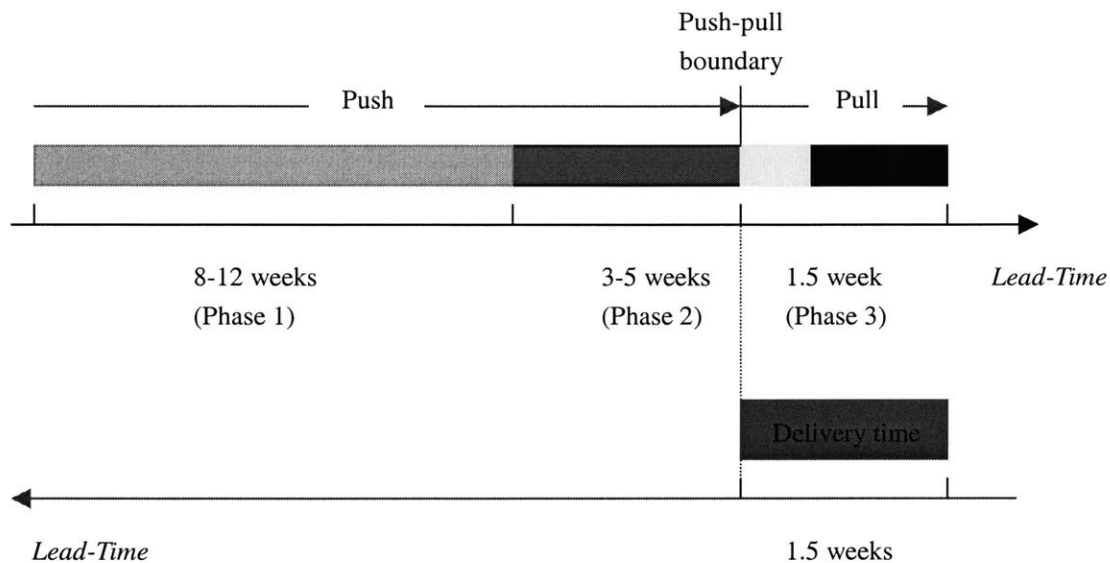 Push-pull
boundary
Push
Pull
8-12 weeks
(Phase 1)
3-5 weeks
(Phase 2)
1.5 week
(Phase 3)
Lead-Time
Delivery time
Lead-Time
1.5 weeks